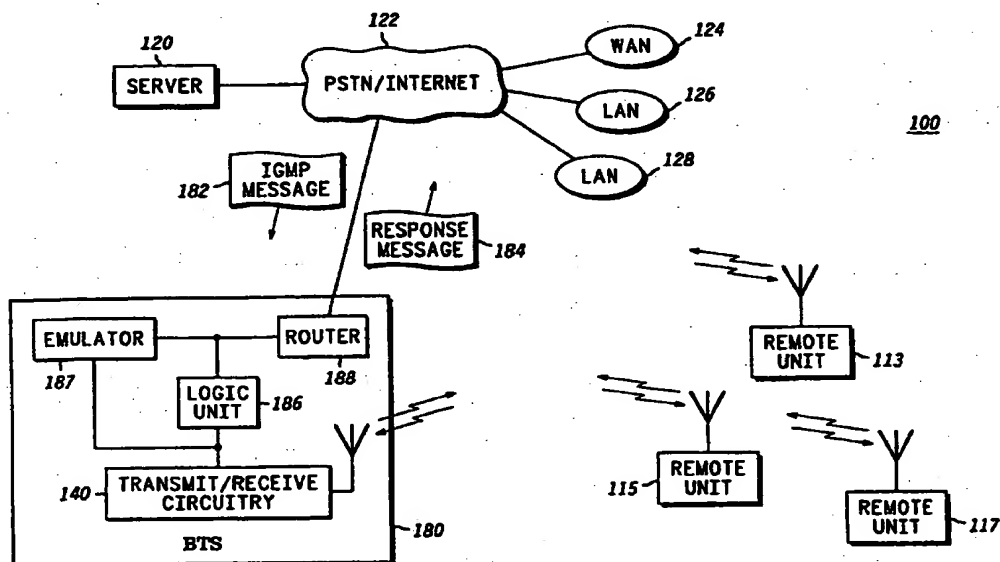 122
120
SERVER
PSTN/INTERNET
WAN
124
LAN
126
LAN
128
100
182
IGMP
MESSAGE
RESPONSE
MESSAGE
184
EMULATOR
187
ROUTER
188
LOGIC
UNIT
186
140
TRANSMIT/RECEIVE
CIRCUITRY
BTS
180
REMOTE
UNIT
113
115
REMOTE
UNIT
REMOTE
UNIT
117